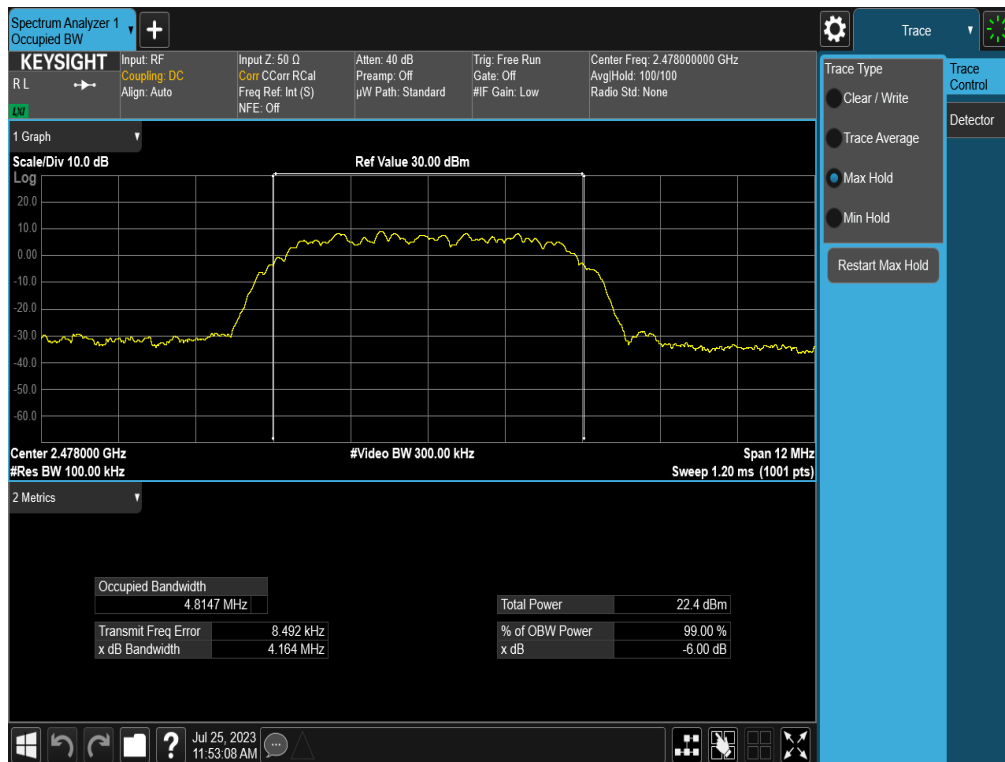 Spectrum Analyzer 1
Occupied BW
+
Trace
KEYSIGHT
R L
LXI
Input: RF
Coupling: DC
Align: Auto
Input Z: 50 Ω
Corr CCorr RCal
Freq Ref: Int (S)
NFE: Off
Atten: 40 dB
Preamp: Off
µW Path: Standard
Trig: Free Run
Gate: Off
#IF Gain: Low
Center Freq: 2.478000000 GHz
Avg|Hold: 100/100
Radio Std: None
Trace Type
Clear / Write
Trace Average
Max Hold
Min Hold
Restart Max Hold
Trace
Control
Detector
1 Graph
Scale/Div 10.0 dB
Ref Value 30.00 dBm
Log
20.0
10.0
0.00
-10.0
-20.0
-30.0
-40.0
-50.0
-60.0
Center 2.478000 GHz
#Video BW 300.00 kHz
Span 12 MHz
#Res BW 100.00 kHz
Sweep 1.20 ms (1001 pts)
2 Metrics
Occupied Bandwidth
4.8147 MHz
Total Power 22.4 dBm
Transmit Freq Error 8.492 kHz
% of OBW Power 99.00 %
x dB Bandwidth 4.164 MHz
x dB -6.00 dB
?
Jul 25, 2023
11:53:08 AM